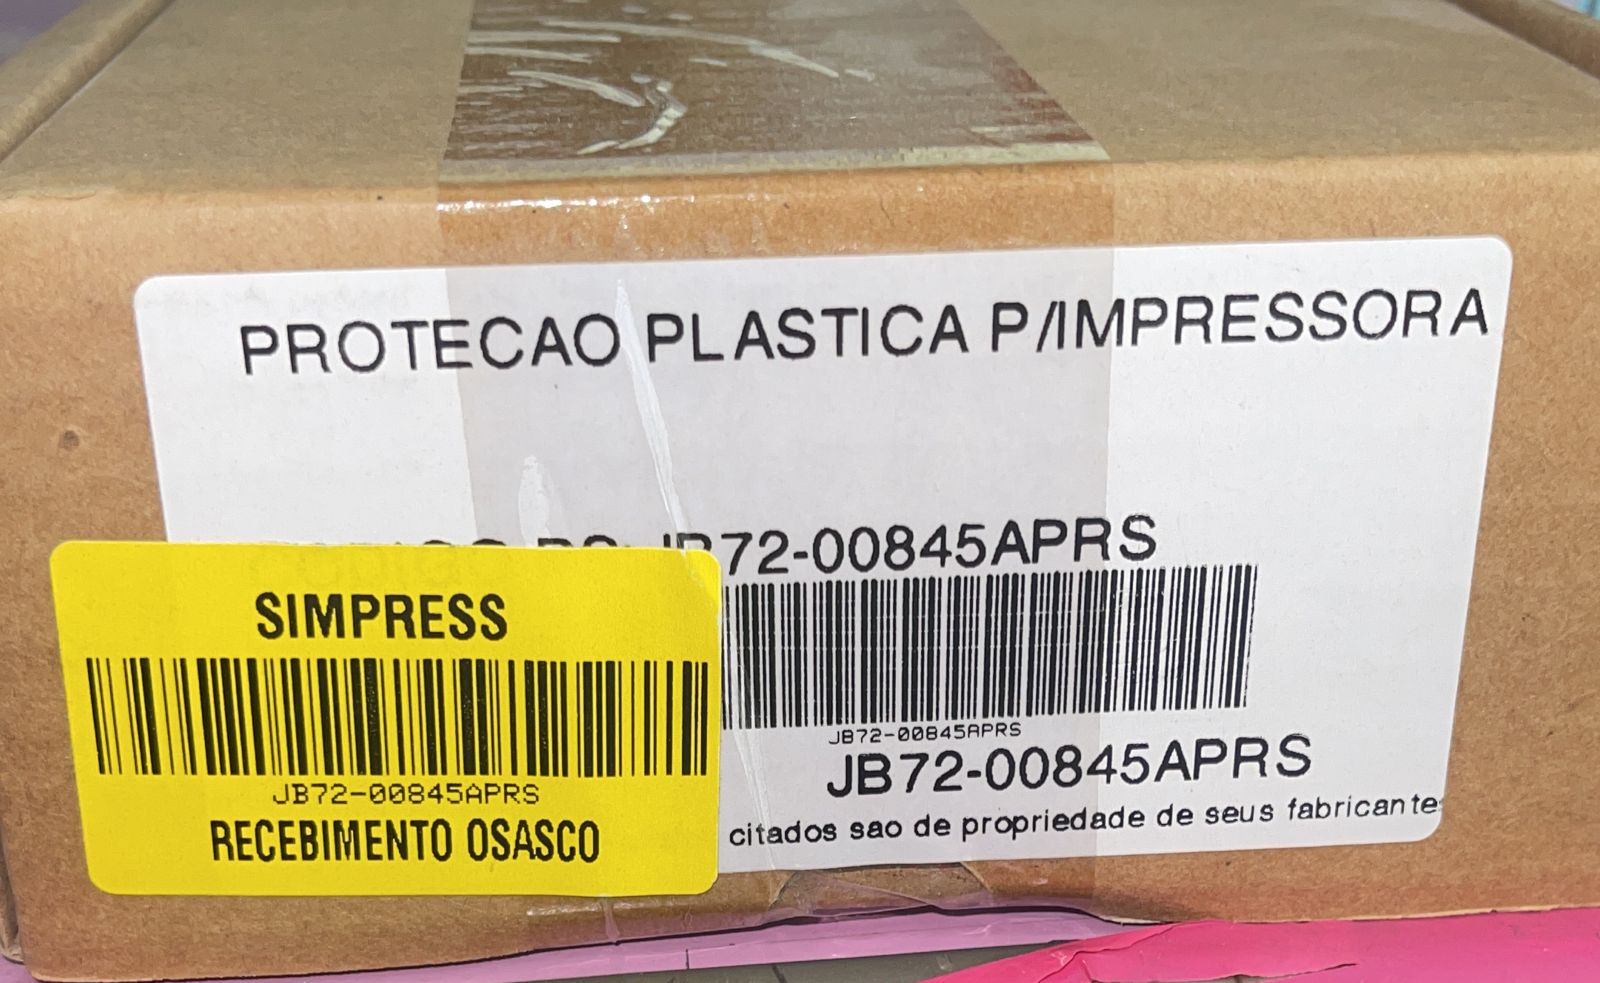 PROTECAO PLASTICA P/IMPRESSORA
JB72-00845APRS
JB72-00845APRS
JB72-00845APRS
citados sao de propriedade de seus fabricante
SIMPRESS
JB72-00845APRS
RECEBIMENTO OSASCO